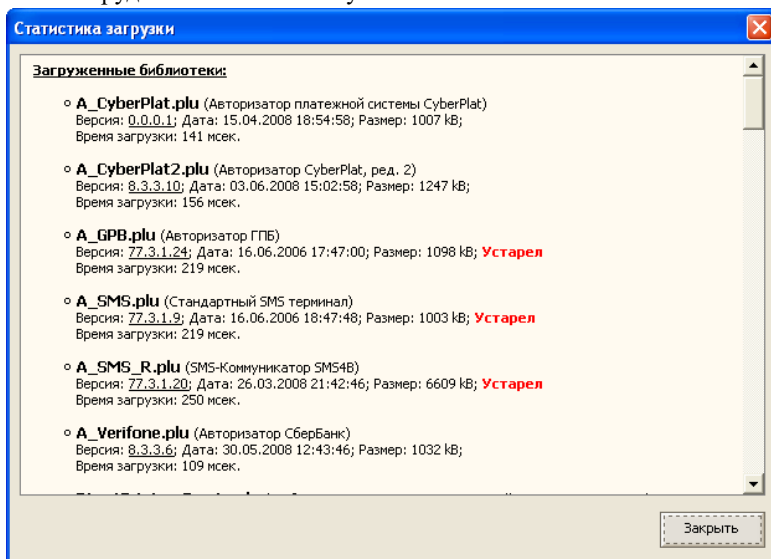 Статистика загрузки
Загруженные библиотеки:
A_CyberPlat.plu (Авторизатор платежной системы CyberPlat)
Версия: 0.0.0.1; Дата: 15.04.2008 18:54:58; Размер: 1007 kB;
Время загрузки: 141 мсек.
A_CyberPlat2.plu (Авторизатор CyberPlat, ред. 2)
Версия: 8.3.3.10; Дата: 03.06.2008 15:02:58; Размер: 1247 kB;
Время загрузки: 156 мсек.
A_GPB.plu (Авторизатор ГПБ)
Версия: 77.3.1.24; Дата: 16.06.2006 17:47:00; Размер: 1098 kB; Устарел
Время загрузки: 219 мсек.
A_SMS.plu (Стандартный SMS терминал)
Версия: 77.3.1.9; Дата: 16.06.2006 18:47:48; Размер: 1003 kB; Устарел
Время загрузки: 219 мсек.
A_SMS_R.plu (SMS-Коммуникатор SMS4B)
Версия: 77.3.1.20; Дата: 26.03.2008 21:42:46; Размер: 6609 kB; Устарел
Время загрузки: 250 мсек.
A_Verifone.plu (Авторизатор СберБанк)
Версия: 8.3.3.6; Дата: 30.05.2008 12:43:46; Размер: 1032 kB;
Время загрузки: 109 мсек.
Закрыть